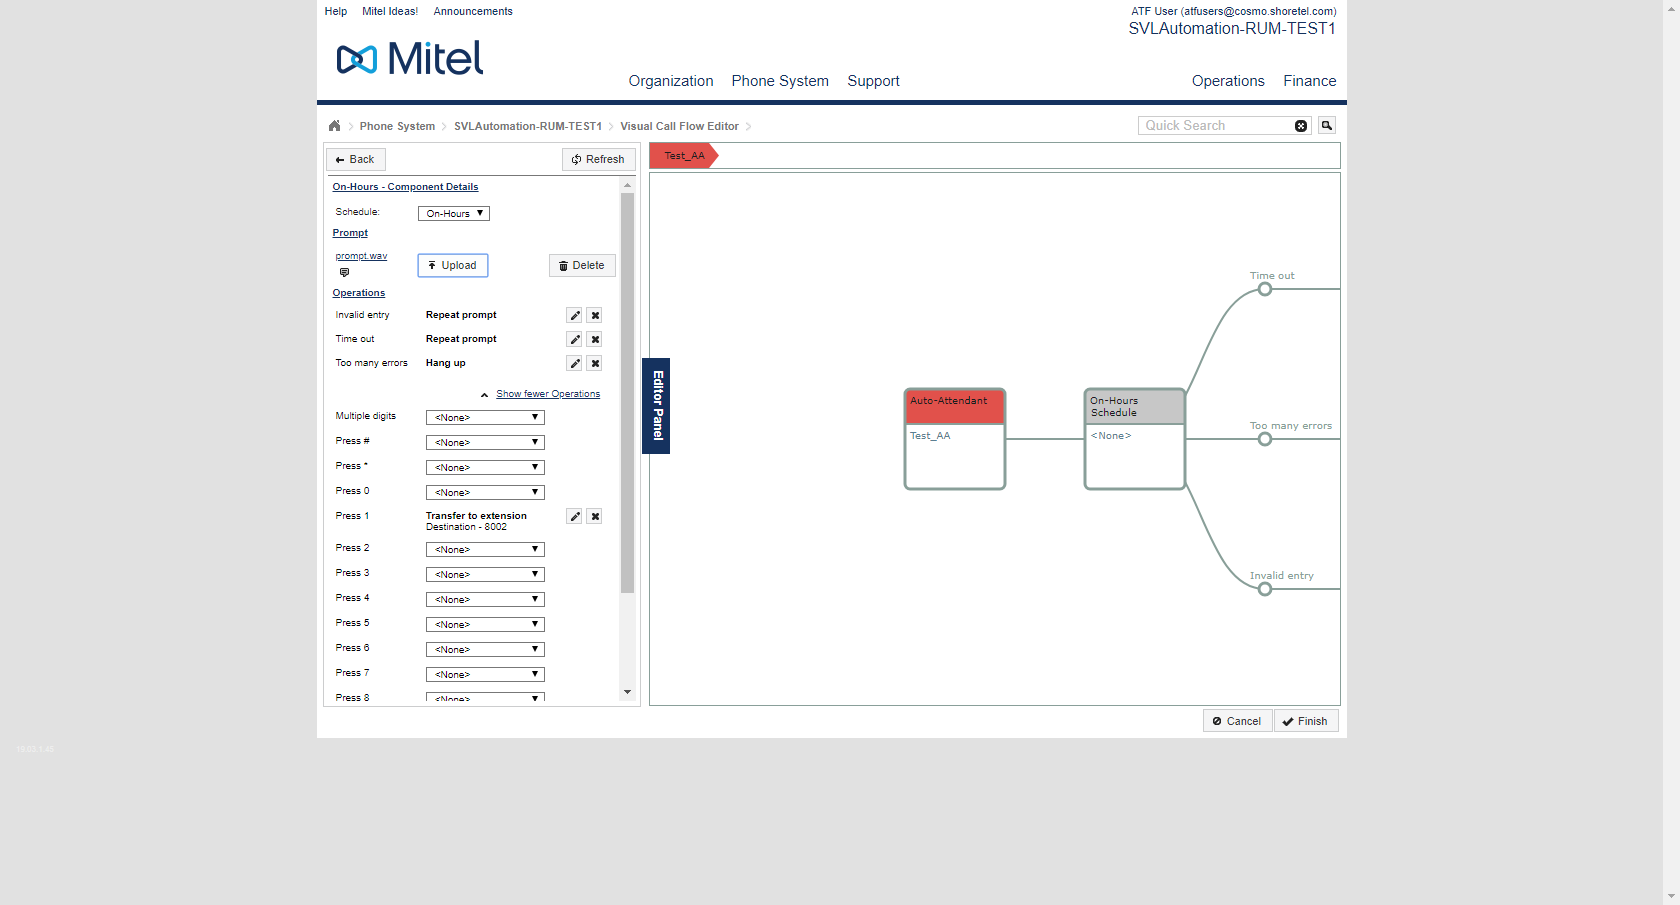 Help Mitel Ideas! Announcements
ATF User (atfusers@cosmo.shoretel.com)
SVLAutomation-RUM-TEST1
Mitel
Organization Phone System Support Operations Finance
Phone System SVLAutomation-RUM-TEST1 Visual Call Flow Editor
Quick Search
Back Refresh
On-Hours - Component Details
Schedule: On-Hours
Prompt
prompt.wav Upload Delete
Operations
Invalid entry Repeat prompt
Time out Repeat prompt
Too many errors Hang up
Show fewer Operations
Multiple digits <None>
Press # <None>
Press * <None>
Press 0 <None>
Press 1 Transfer to extension
Destination - 8002
Press 2 <None>
Press 3 <None>
Press 4 <None>
Press 5 <None>
Press 6 <None>
Press 7 <None>
Press 8 <None>
Editor Panel
Test_AA
Auto-Attendant
Test_AA
On-Hours
Schedule
<None>
Time out
Too many errors
Invalid entry
Cancel Finish